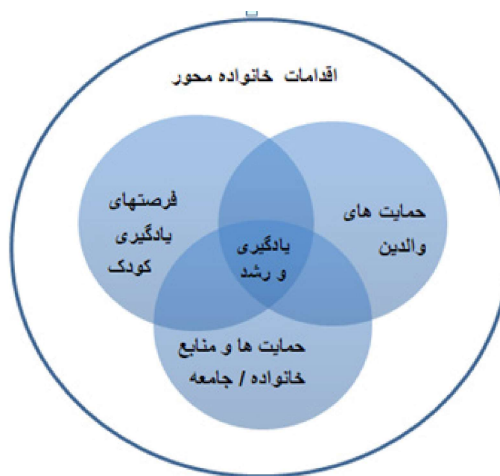 اقدامات خانواده محور
فرصتهای
یادگیری
کودک
حمایت های
والدین
یادگیری
و رشد
حمایت ها و منابع
خانواده / جامعه